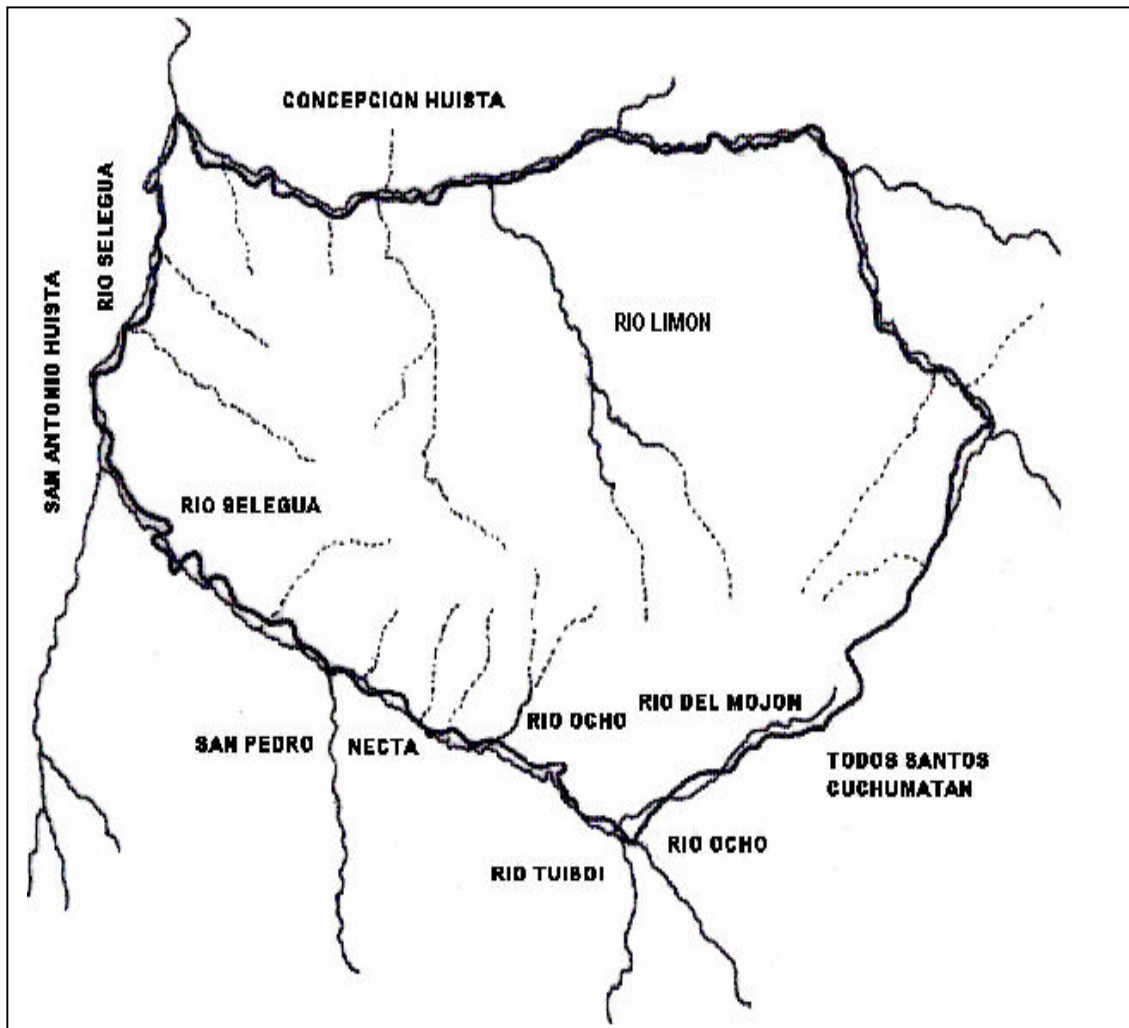 CONCEPCION HUISTA
RIO SELEGUA
SAN ANTONIO HUISTA
RIO LIMON
RIO SELEGUA
RIO DEL MOJON
RIO OCHO
SAN PEDRO NECTA
TODOS SANTOS
CUCHUMATAN
RIO OCHO
RIO TUISDI